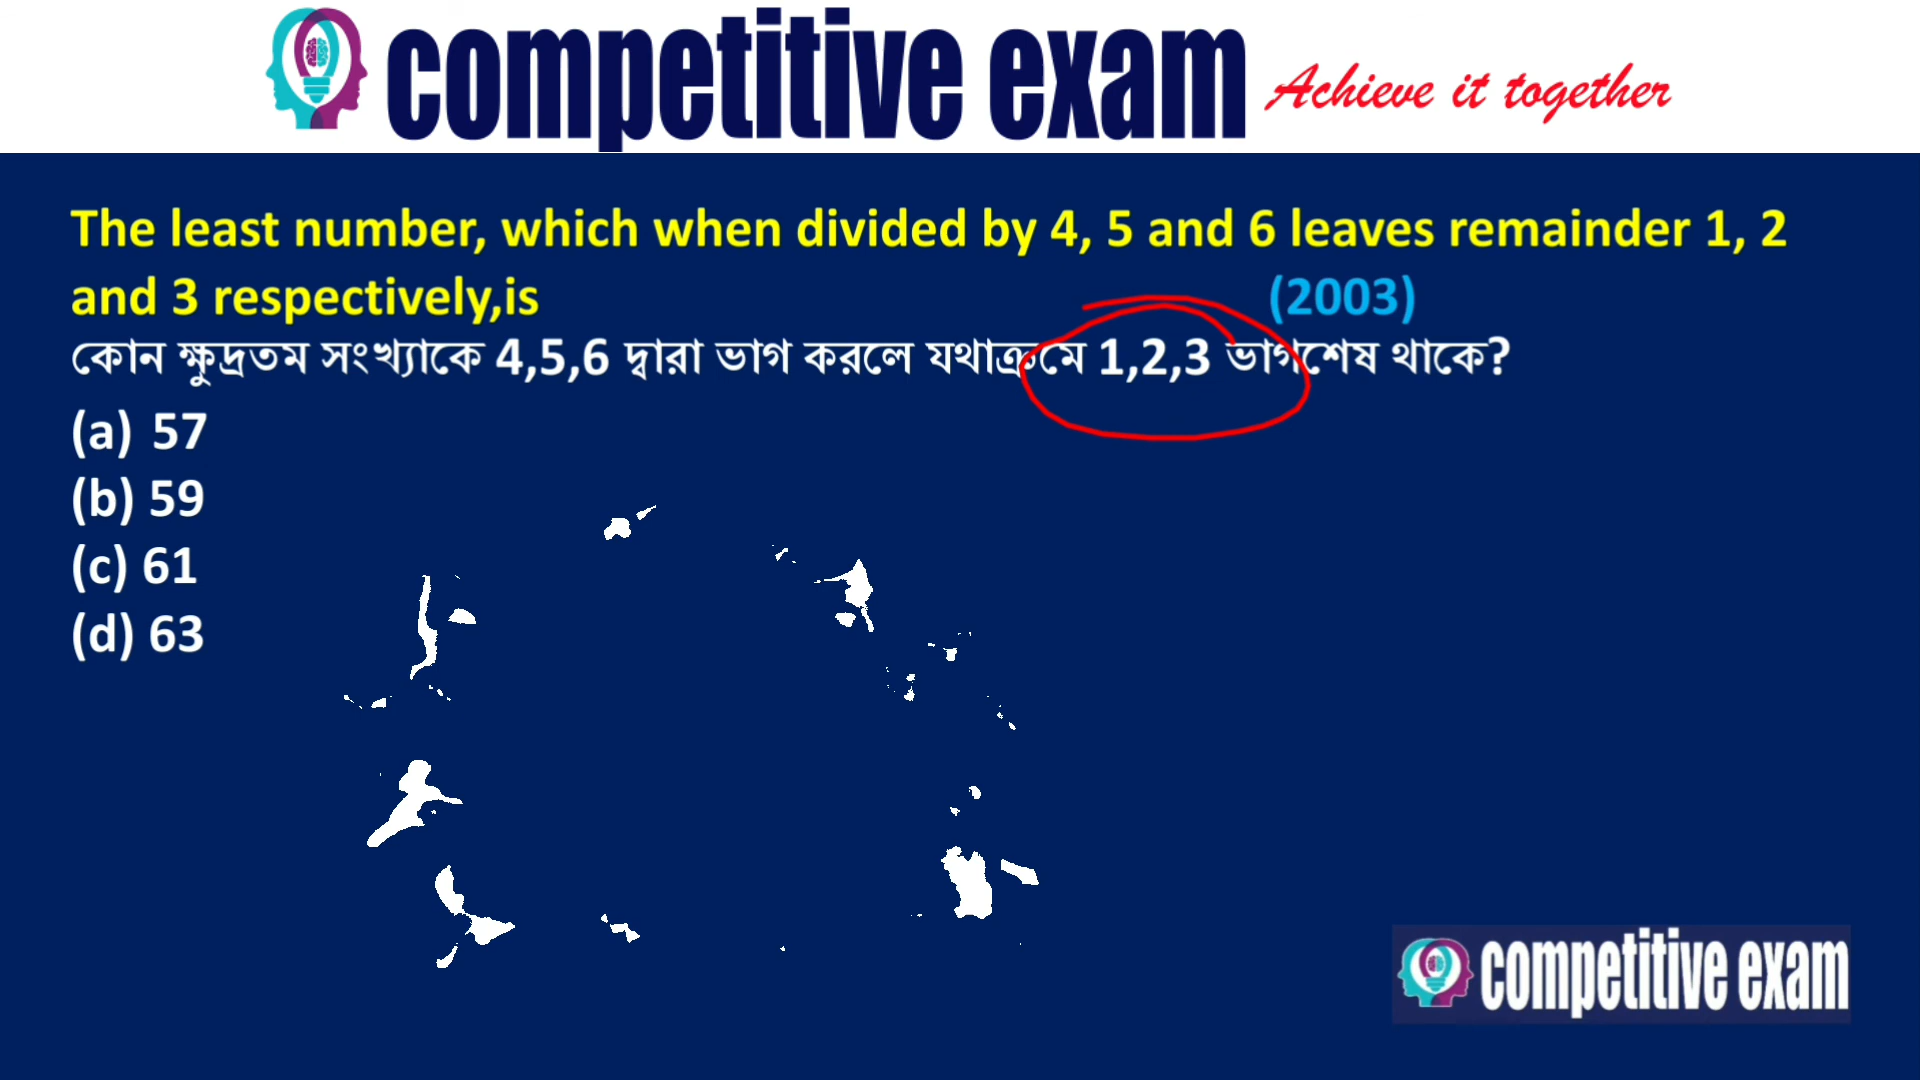 competitive exam Achieve it together
The least number, which when divided by 4, 5 and 6 leaves remainder 1, 2
and 3 respectively,is (2003)
কোন ক্ষুদ্রতম সংখ্যাকে 4,5,6 দ্বারা ভাগ করলে যথাক্রমে 1,2,3 ভাগশেষ থাকে?
(a) 57
(b) 59
(c) 61
(d) 63
competitive exam